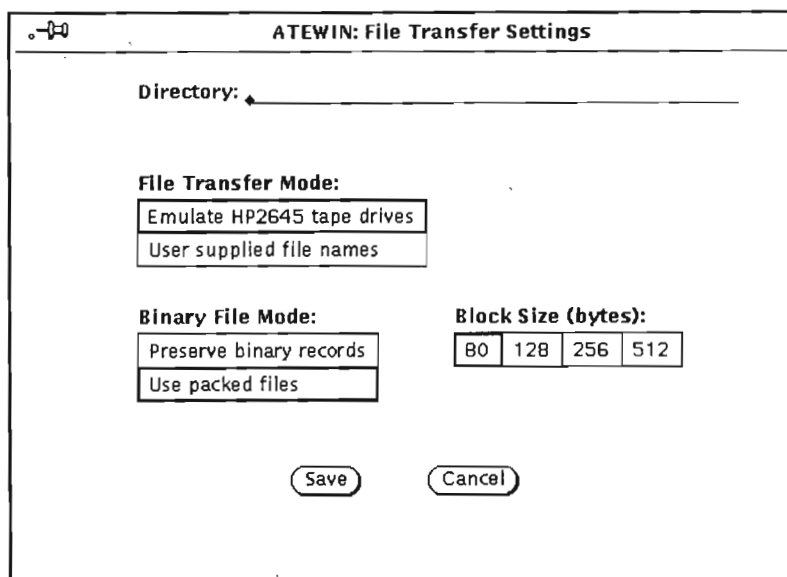 ATEWIN: File Transfer Settings
Directory:
File Transfer Mode:
Emulate HP2645 tape drives
User supplied file names
Binary File Mode:
Block Size (bytes):
Preserve binary records
80 128 256 512
Use packed files
Save Cancel